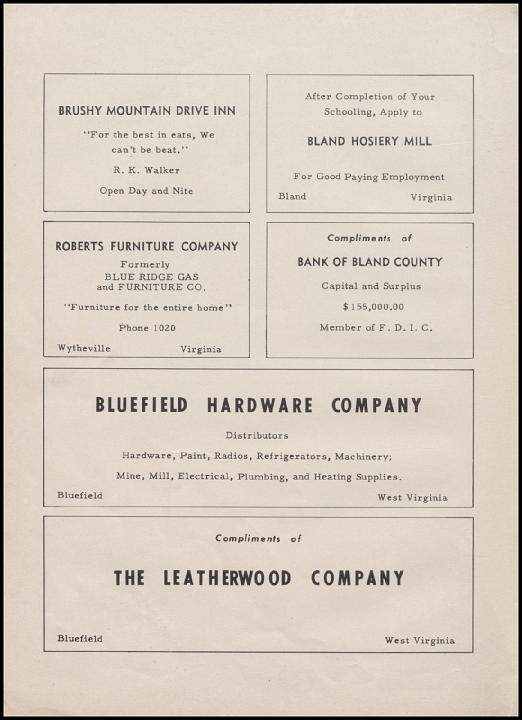 BRUSHY MOUNTAIN DRIVE INN
"For the best in eats, We
can't be beat."
R. K. Walker
Open Day and Nite
After Completion of Your
Schooling, Apply to
BLAND HOSIERY MILL
For Good Paying Employment
Bland Virginia
ROBERTS FURNITURE COMPANY
Formerly
BLUE RIDGE GAS
and FURNITURE CO.
"Furniture for the entire home"
Phone 1020
Wytheville Virginia
Compliments of
BANK OF BLAND COUNTY
Capital and Surplus
$155,000.00
Member of F. D. I. C.
BLUEFIELD HARDWARE COMPANY
Distributors
Hardware, Paint, Radios, Refrigerators, Machinery;
Mine, Mill, Electrical, Plumbing, and Heating Supplies.
Bluefield West Virginia
Compliments of
THE LEATHERWOOD COMPANY
Bluefield West Virginia